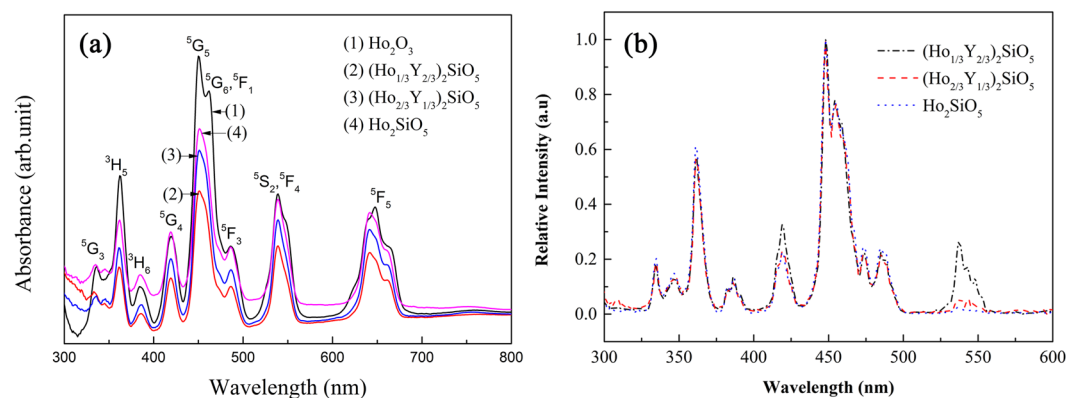 (a)
⁵G₅
(1) Ho₂O₃
⁵G₆,⁵F₁
(2) (Ho₁/₃Y₂/₃)₂SiO₅
(1)
(3) (Ho₂/₃Y₁/₃)₂SiO₅
(4)
(4) Ho₂SiO₅
(3)
³H₅
(2)
⁵S₂,⁵F₄
⁵F₅
⁵G₄
⁵F₃
⁵G₃
³H₆
Absorbance (arb.unit)
300 400 500 600 700 800
Wavelength (nm)
(b)
(Ho₁/₃Y₂/₃)₂SiO₅
(Ho₂/₃Y₁/₃)₂SiO₅
Ho₂SiO₅
Relative Intensity (a.u)
1.0
0.8
0.6
0.4
0.2
0.0
300 350 400 450 500 550 600
Wavelength (nm)